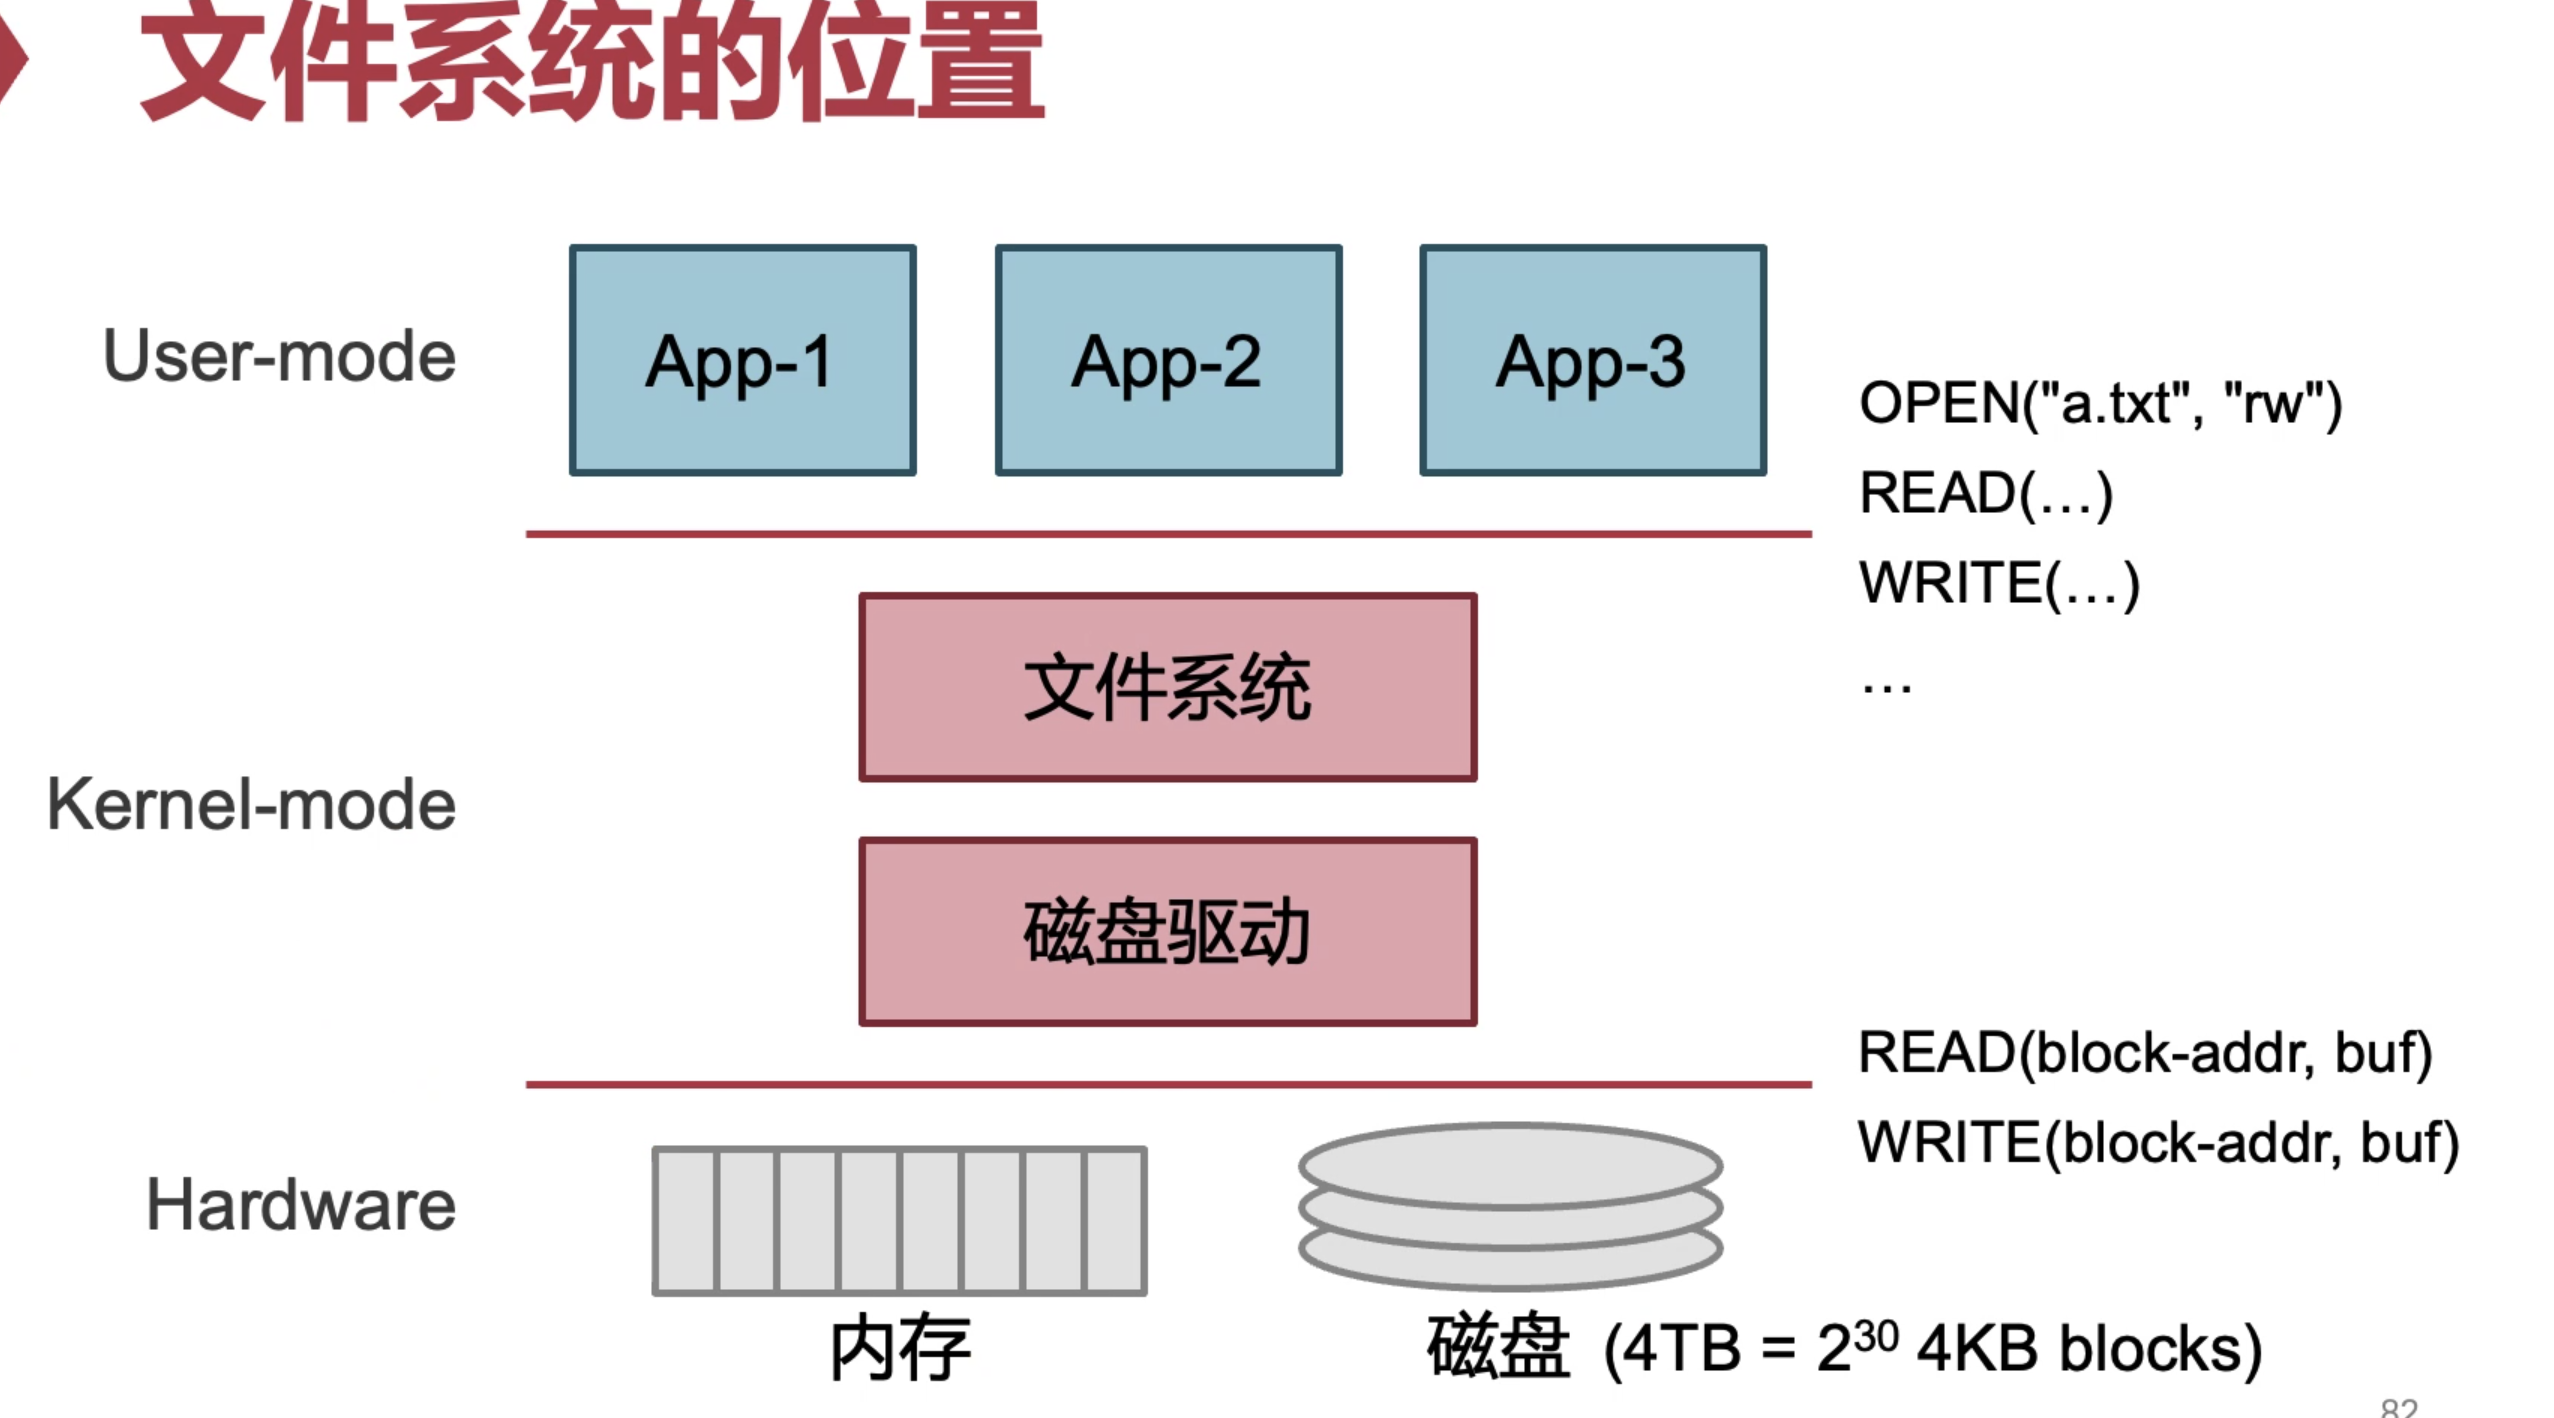 文件系统的位置
User-mode
App-1
App-2
App-3
OPEN("a.txt", "rw")
READ(…)
WRITE(…)
…
Kernel-mode
文件系统
磁盘驱动
READ(block-addr, buf)
WRITE(block-addr, buf)
Hardware
内存
磁盘 (4TB = 2³⁰ 4KB blocks)
82